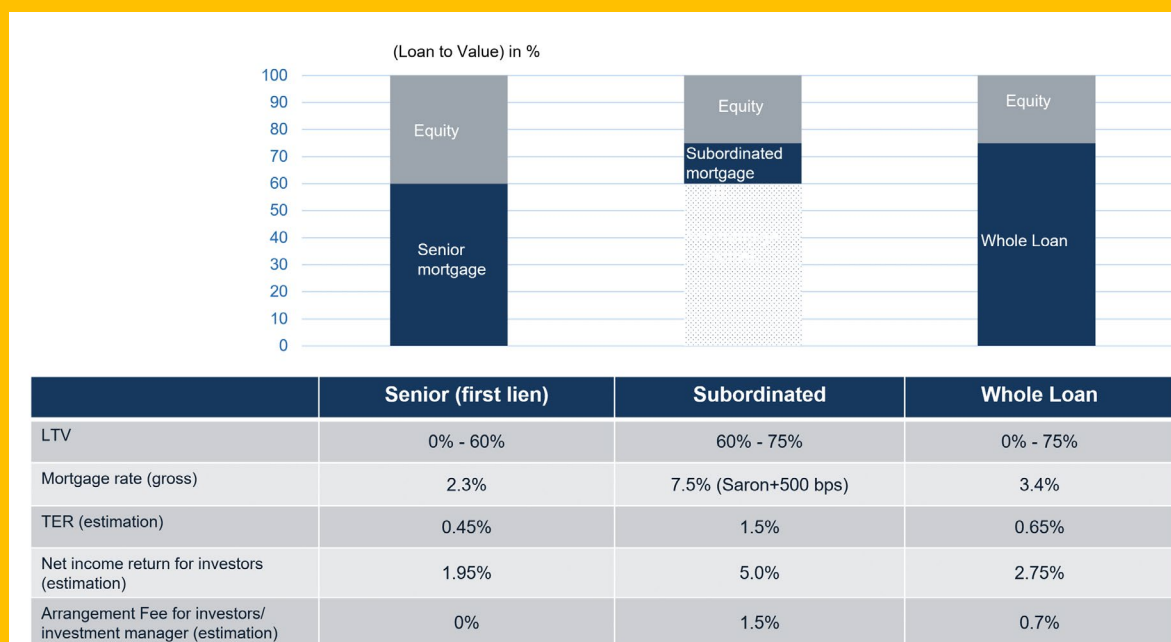 (Loan to Value) in %
100
90
80
70
60
50
40
30
20
10
0
Equity
Senior
mortgage
Equity
Subordinated
mortgage
Equity
Whole Loan
Senior (first lien) Subordinated Whole Loan
LTV 0% - 60% 60% - 75% 0% - 75%
Mortgage rate (gross) 2.3% 7.5% (Saron+500 bps) 3.4%
TER (estimation) 0.45% 1.5% 0.65%
Net income return for investors
(estimation) 1.95% 5.0% 2.75%
Arrangement Fee for investors/
investment manager (estimation) 0% 1.5% 0.7%